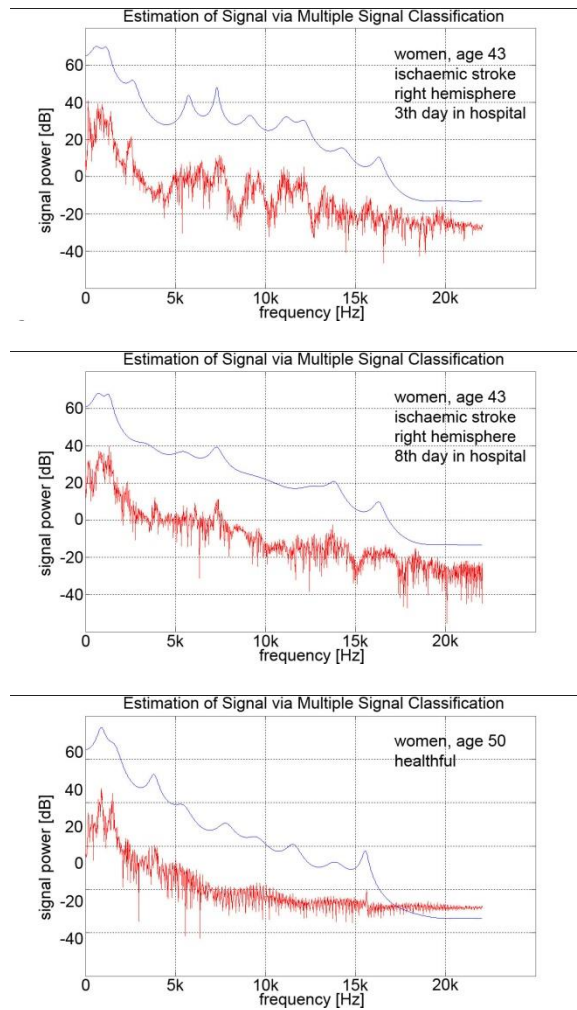 Estimation of Signal via Multiple Signal Classification
women, age 43
ischaemic stroke
right hemisphere
3th day in hospital
signal power [dB]
60
40
20
0
-20
-40
0 5k 10k 15k 20k
frequency [Hz]
Estimation of Signal via Multiple Signal Classification
women, age 43
ischaemic stroke
right hemisphere
8th day in hospital
signal power [dB]
60
40
20
0
-20
-40
0 5k 10k 15k 20k
frequency [Hz]
Estimation of Signal via Multiple Signal Classification
women, age 50
healthful
signal power [dB]
60
40
20
0
-20
-40
0 5k 10k 15k 20k
frequency [Hz]